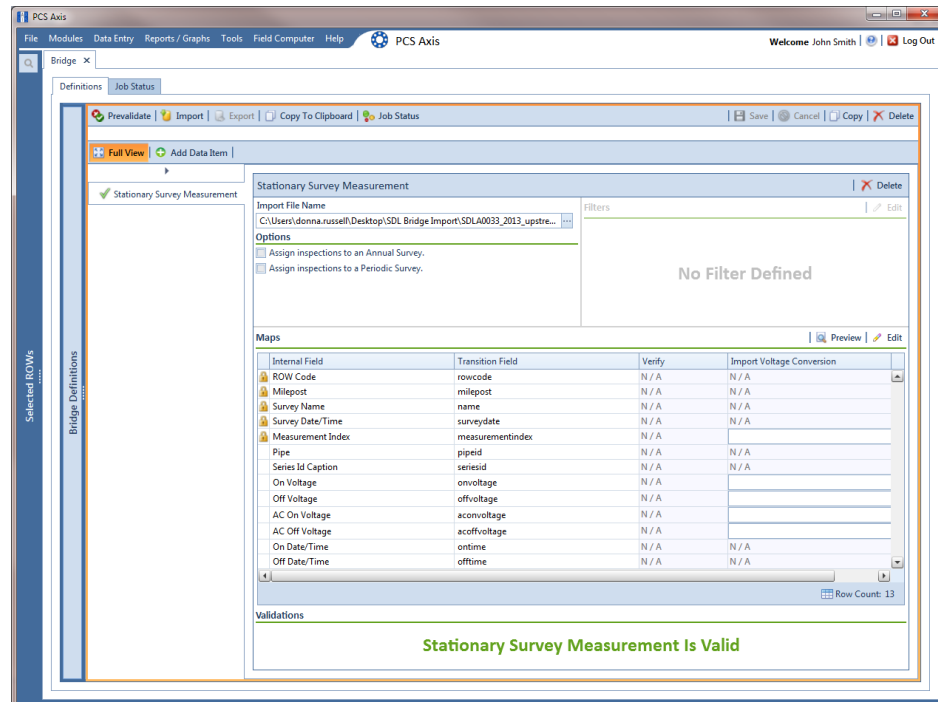 PCS Axis
File Modules Data Entry Reports / Graphs Tools Field Computer Help PCS Axis Welcome John Smith Log Out
Bridge
Definitions Job Status
Prevalidate Import Export Copy To Clipboard Job Status Save Cancel Copy Delete
Full View Add Data Item
Stationary Survey Measurement
Stationary Survey Measurement Delete
Import File Name
C:\Users\donna.russell\Desktop\SDL Bridge Import\SDLA0033_2013_upstre... ...
Filters Edit
Options
Assign inspections to an Annual Survey.
Assign inspections to a Periodic Survey.
No Filter Defined
Maps Preview Edit
Internal Field Transition Field Verify Import Voltage Conversion
ROW Code rowcode N / A N / A
Milepost milepost N / A N / A
Survey Name name N / A N / A
Survey Date/Time surveydate N / A N / A
Measurement Index measurementindex N / A
Pipe pipeid N / A N / A
Series Id Caption seriesid N / A N / A
On Voltage onvoltage N / A
Off Voltage offvoltage N / A
AC On Voltage aconvoltage N / A
AC Off Voltage acoffvoltage N / A
On Date/Time ontime N / A N / A
Off Date/Time offtime N / A N / A
Row Count: 13
Validations
Stationary Survey Measurement Is Valid
Selected ROWs
Bridge Definitions